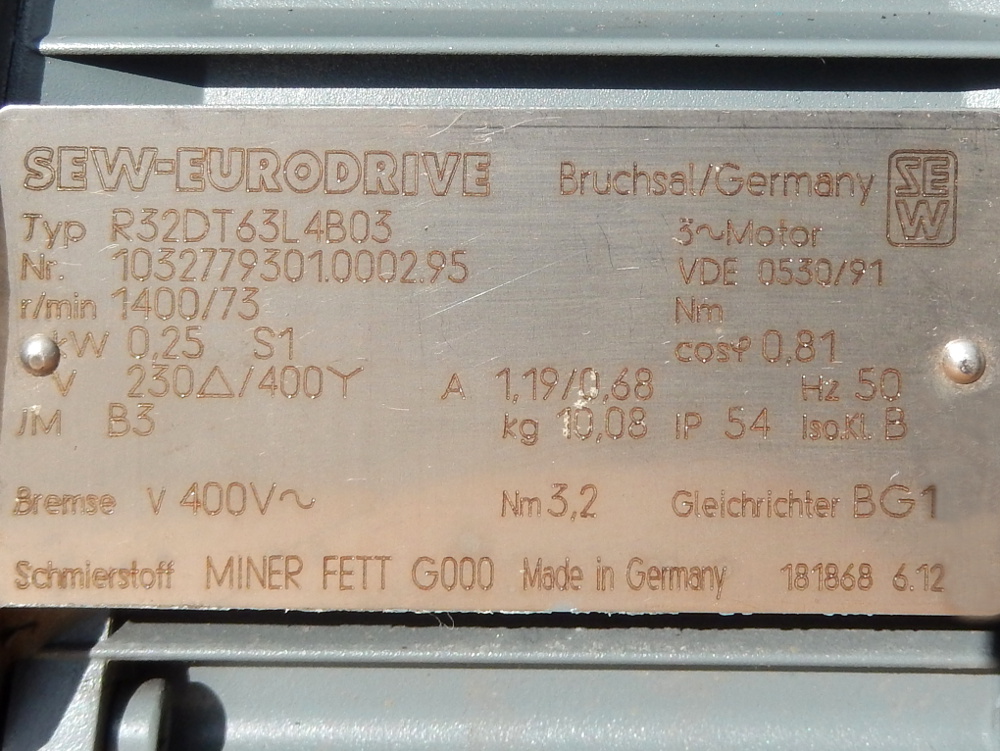 SEW-EURODRIVE Bruchsal/Germany SEW
Typ R32DT63L4B03 3~Motor
Nr. 1032779301.0002.95 VDE 0530/91
r/min 1400/73 Nm
kW 0,25 S1 cosφ 0,81
V 230△/400Y A 1,19/0,68 Hz 50
JM B3 kg 10,08 IP 54 Iso.Kl. B
Bremse V 400V~ Nm 3,2 Gleichrichter BG1
Schmierstoff MINER FETT G000 Made in Germany 181868 6.12